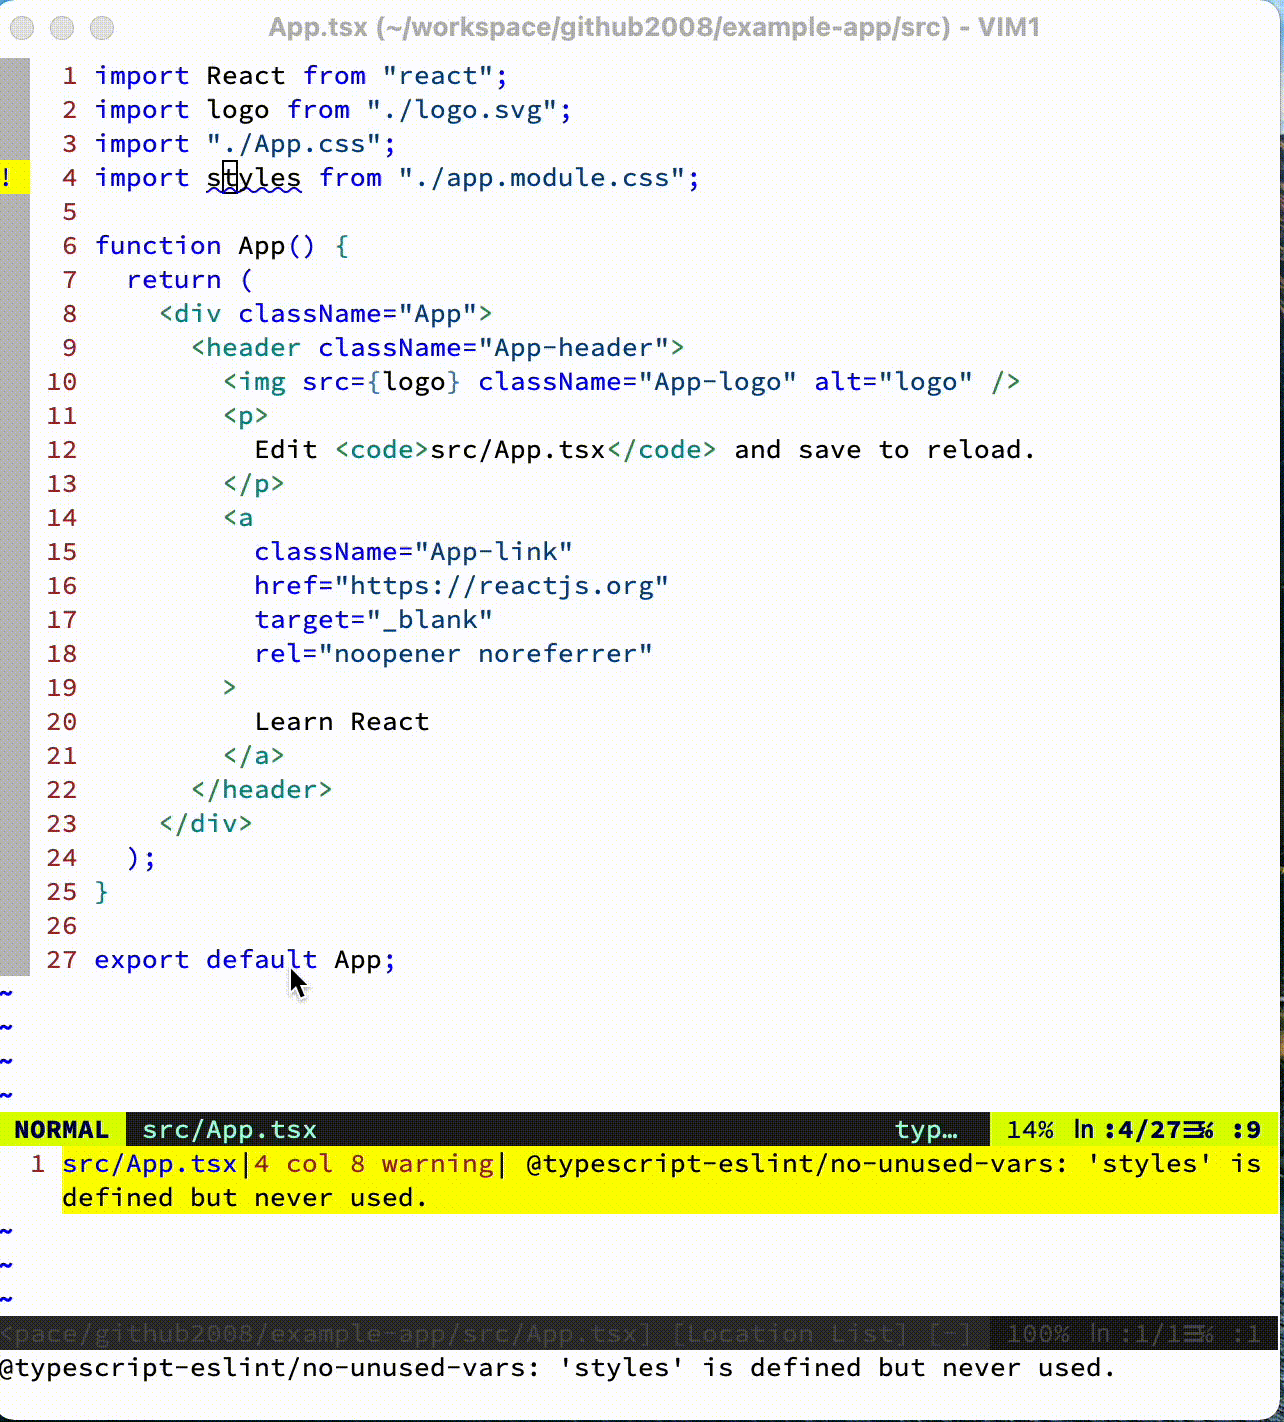 App.tsx (~/workspace/github2008/example-app/src) - VIM1
1 import React from "react";
2 import logo from "./logo.svg";
3 import "./App.css";
! 4 import styles from "./app.module.css";
5
6 function App() {
7   return (
8     <div className="App">
9       <header className="App-header">
10         <img src={logo} className="App-logo" alt="logo" />
11         <p>
12           Edit <code>src/App.tsx</code> and save to reload.
13         </p>
14         <a
15           className="App-link"
16           href="https://reactjs.org"
17           target="_blank"
18           rel="noopener noreferrer"
19         >
20           Learn React
21         </a>
22       </header>
23     </div>
24   );
25 }
26
27 export default App;
~
~
~
~
NORMAL src/App.tsx typ… 14% ln :4/27☰% :9
1 src/App.tsx|4 col 8 warning| @typescript-eslint/no-unused-vars: 'styles' is
defined but never used.
~
~
~
<pace/github2008/example-app/src/App.tsx] [Location List] [-] 100% ln :1/1☰% :1
@typescript-eslint/no-unused-vars: 'styles' is defined but never used.